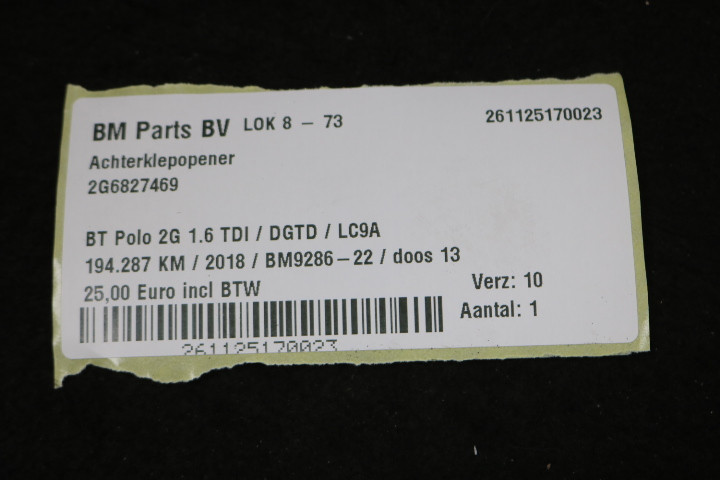 BM Parts BV LOK 8 – 73 261125170023
Achterklepopener
2G6827469
BT Polo 2G 1.6 TDI / DGTD / LC9A
194.287 KM / 2018 / BM9286–22 / doos 13
25,00 Euro incl BTW Verz: 10
Aantal: 1
261125170023